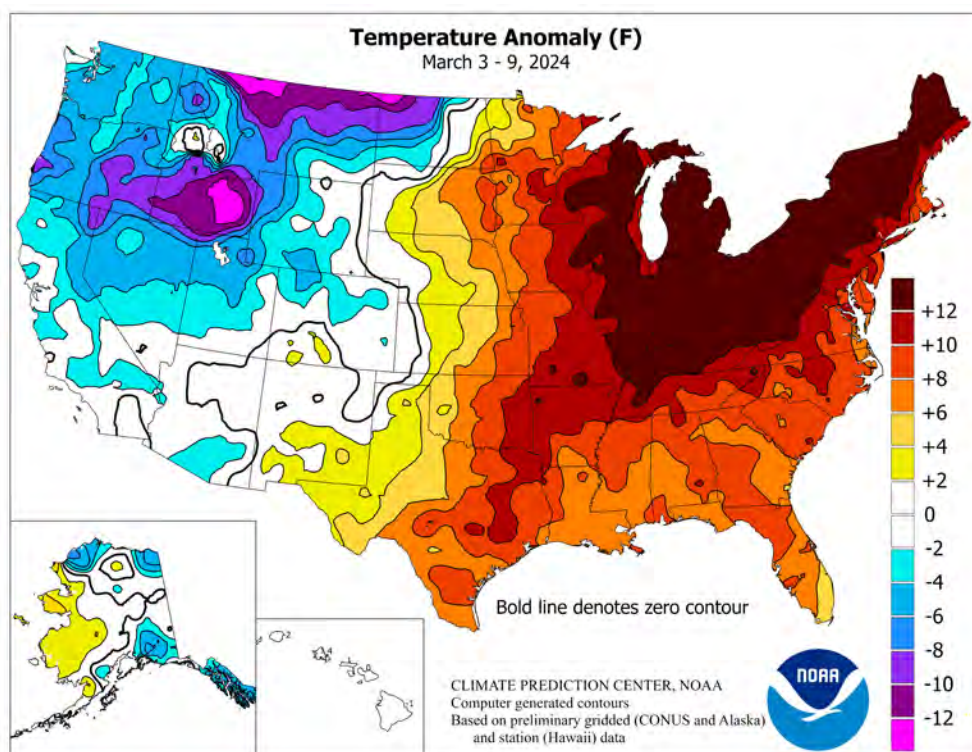 Temperature Anomaly (F)
March 3 - 9, 2024
+12
+10
+8
+6
+4
+2
0
-2
-4
-6
-8
-10
-12
Bold line denotes zero contour
CLIMATE PREDICTION CENTER, NOAA
Computer generated contours
Based on preliminary gridded (CONUS and Alaska)
and station (Hawaii) data
NOAA